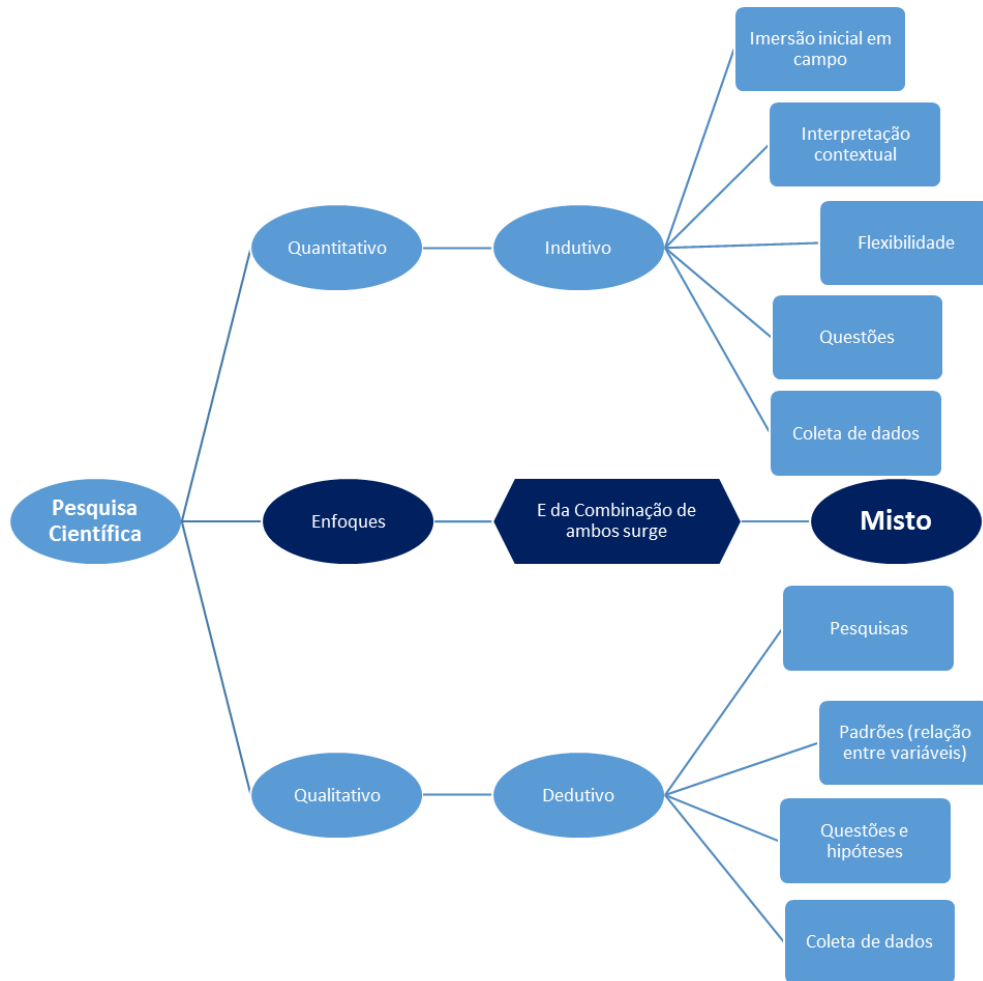 Imersão inicial em
campo
Interpretação
contextual
Quantitativo
Indutivo
Flexibilidade
Questões
Coleta de dados
Pesquisa
Científica
Enfoques
E da Combinação de
ambos surge
Misto
Pesquisas
Padrões (relação
entre variáveis)
Qualitativo
Dedutivo
Questões e
hipóteses
Coleta de dados